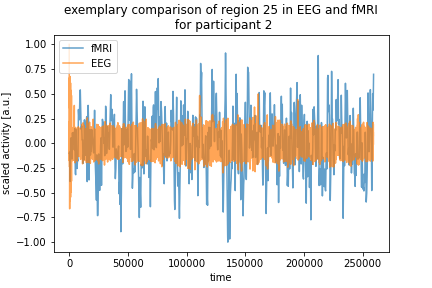 exemplary comparison of region 25 in EEG and fMRI
for participant 2
fMRI
EEG
1.00
0.75
0.50
0.25
0.00
−0.25
−0.50
−0.75
−1.00
scaled activity [a.u.]
0
50000
100000
150000
200000
250000
time